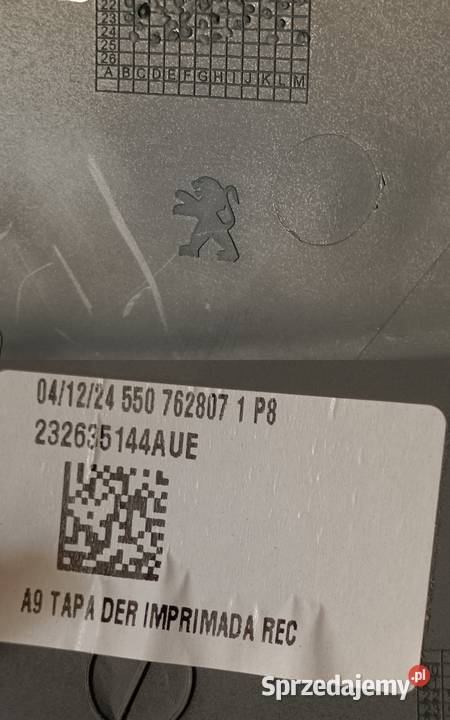 22
23
24
25
26
A B C D E F G H I J K L M
04/12/24 550 762807 1 P8
232635144AUE
A9 TAPA DER IMPRIMADA REC
Sprzedajemy.pl